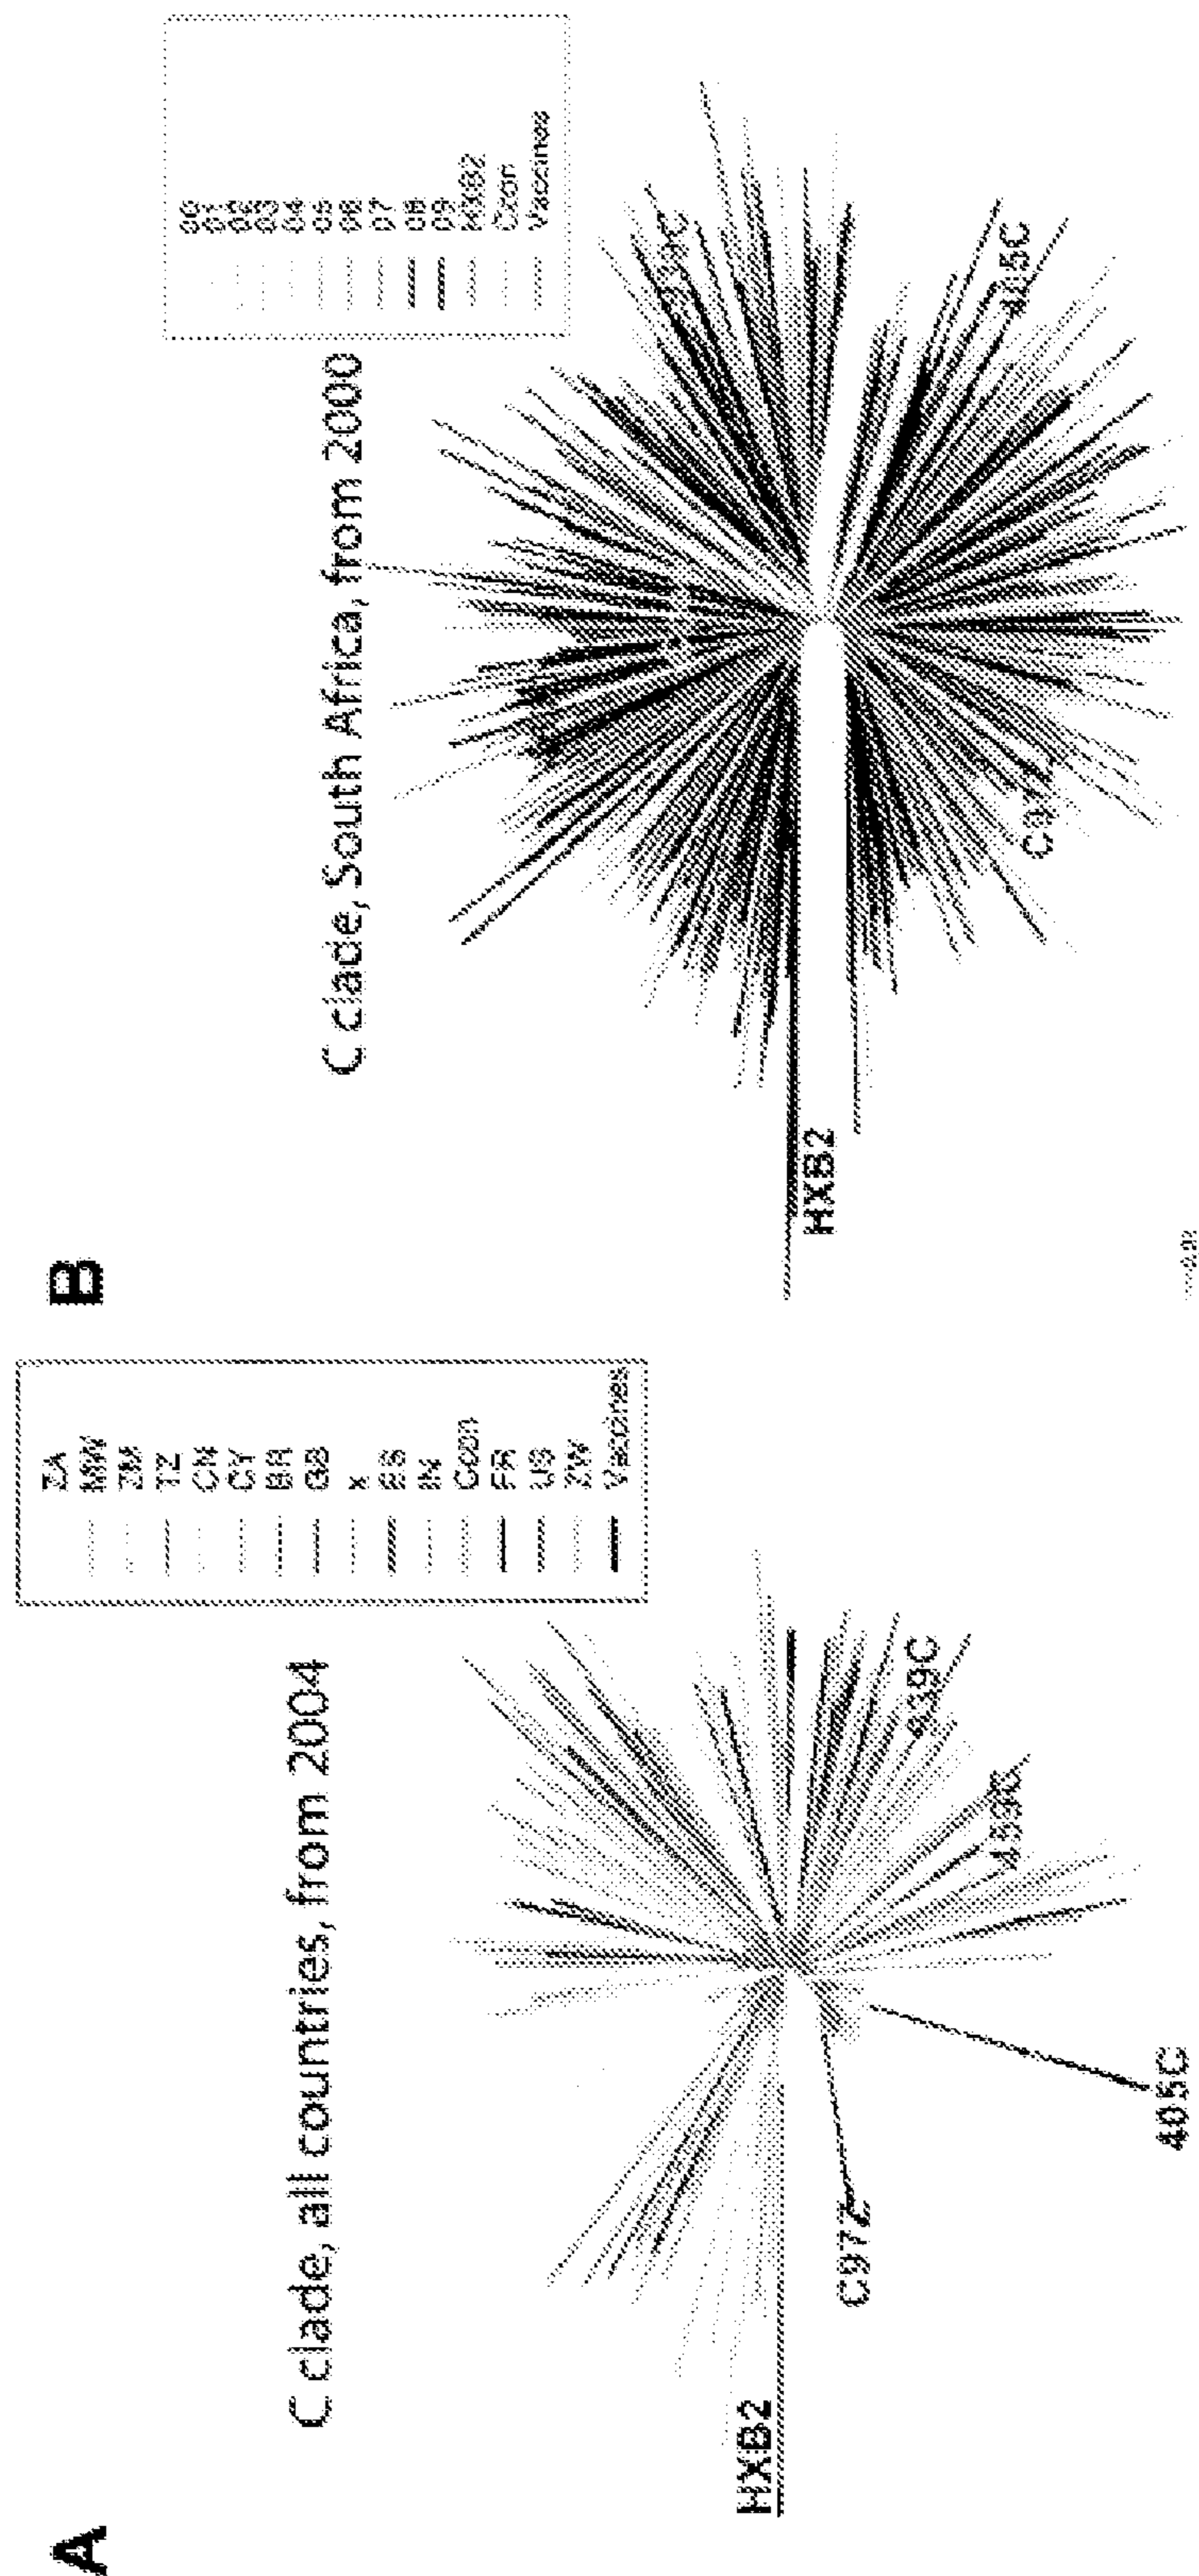 A
C clade, all countries, from 2004
ZA
MW
ZM
TZ
CN
CY
BR
GB
x
ES
IN
Ccon
FR
US
ZW
Vaccines
HXB2
C97Z
405C
939C
B
C clade, South Africa, from 2000
00
01
02
03
04
05
06
07
08
09
HXB2
Ccon
Vaccines
HXB2
939C
405C